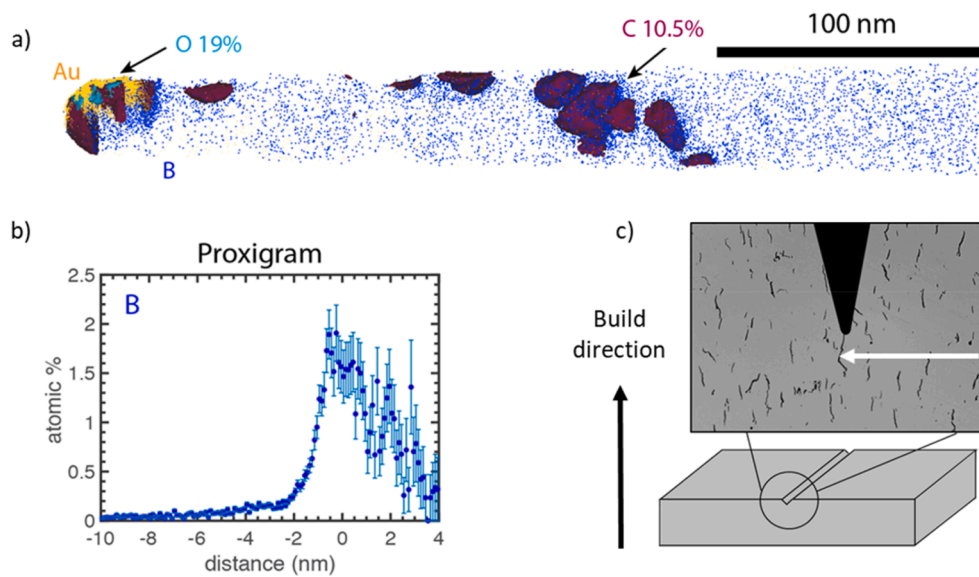 a)
O 19%
Au
C 10.5%
100 nm
B
b)
Proxigram
2.5
2
1.5
1
0.5
0
B
atomic %
-10
-8
-6
-4
-2
0
2
4
distance (nm)
c)
Build
direction